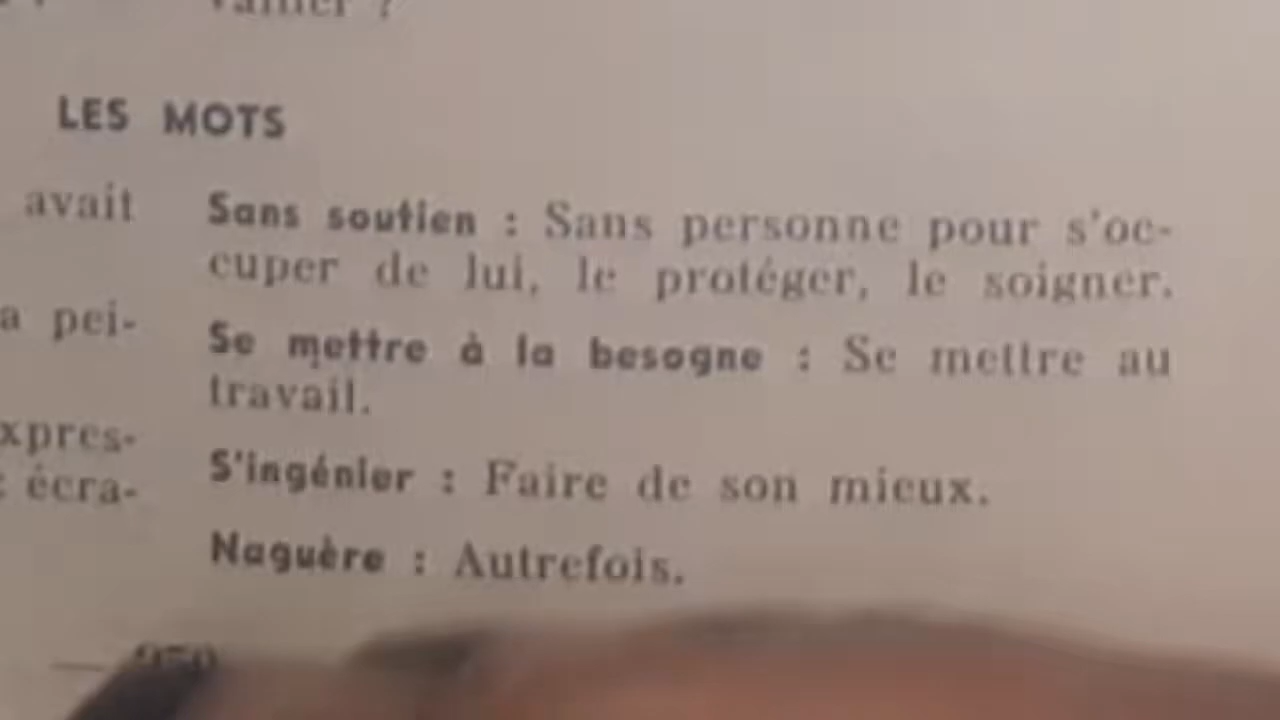 LES MOTS
avait
a pei-
xpres-
écra-
Sans soutien : Sans personne pour s'oc-
cuper de lui, le protéger, le soigner.
Se mettre à la besogne : Se mettre au
travail.
S'ingénier : Faire de son mieux.
Naguère : Autrefois.